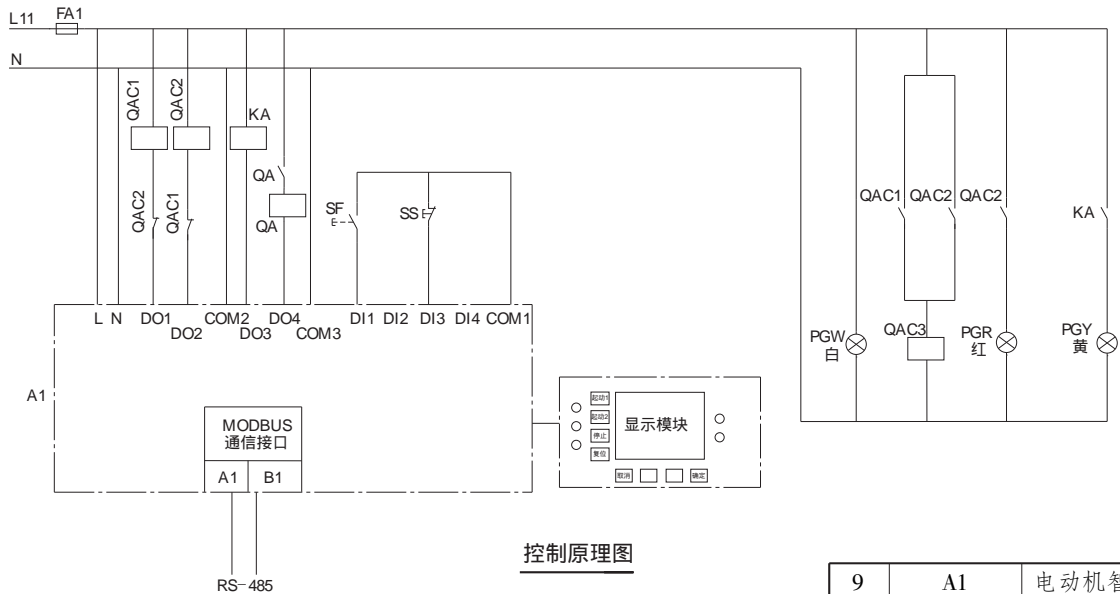 L11 FA1
N
QAC1 QAC2 KA
QA
QAC2 QAC1 QA
SF SS
QAC1 QAC2 QAC2 KA
L N DO1 COM2 DO4 DI1 DI2 DI3 DI4 COM1
DO2 DO3 COM3
PGW
白
QAC3
PGR
红
PGY
黄
A1
MODBUS
通信接口
A1 B1
RS-485
起动1
起动2
停止
复位
显示模块
取消 确定
控制原理图
9 A1 电动机智